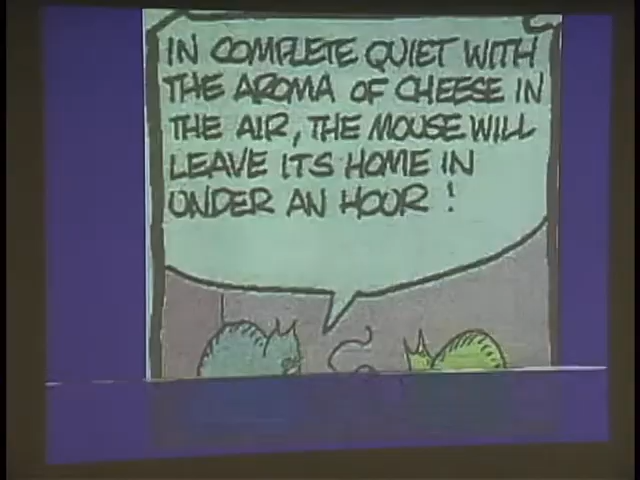 IN COMPLETE QUIET WITH
THE AROMA OF CHEESE IN
THE AIR, THE MOUSE WILL
LEAVE ITS HOME IN
UNDER AN HOUR!